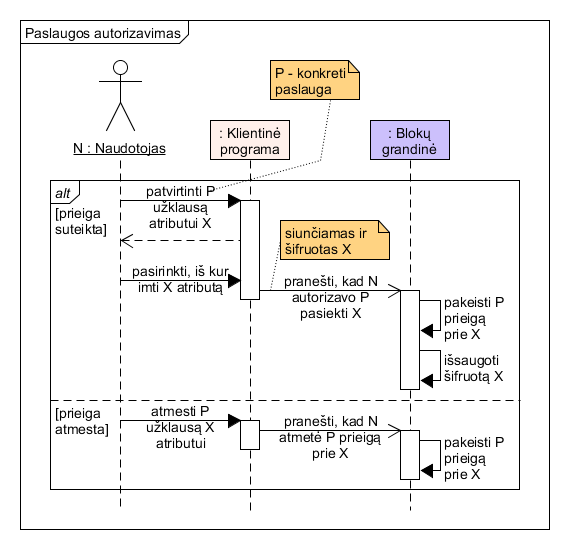 Paslaugos autorizavimas
P - konkreti
paslauga
N : Naudotojas
: Klientinė
programa
: Blokų
grandinė
alt
[prieiga
suteikta]
patvirtinti P
užklausą
atributui X
siunčiamas ir
šifruotas X
pasirinkti, iš kur
imti X atributą
pranešti, kad N
autorizavo P
pasiekti X
pakeisti P
prieigą
prie X
išsaugoti
šifruotą X
[prieiga
atmesta]
atmesti P
užklausą X
atributui
pranešti, kad N
atmetė P prieigą
prie X
pakeisti P
prieigą
prie X